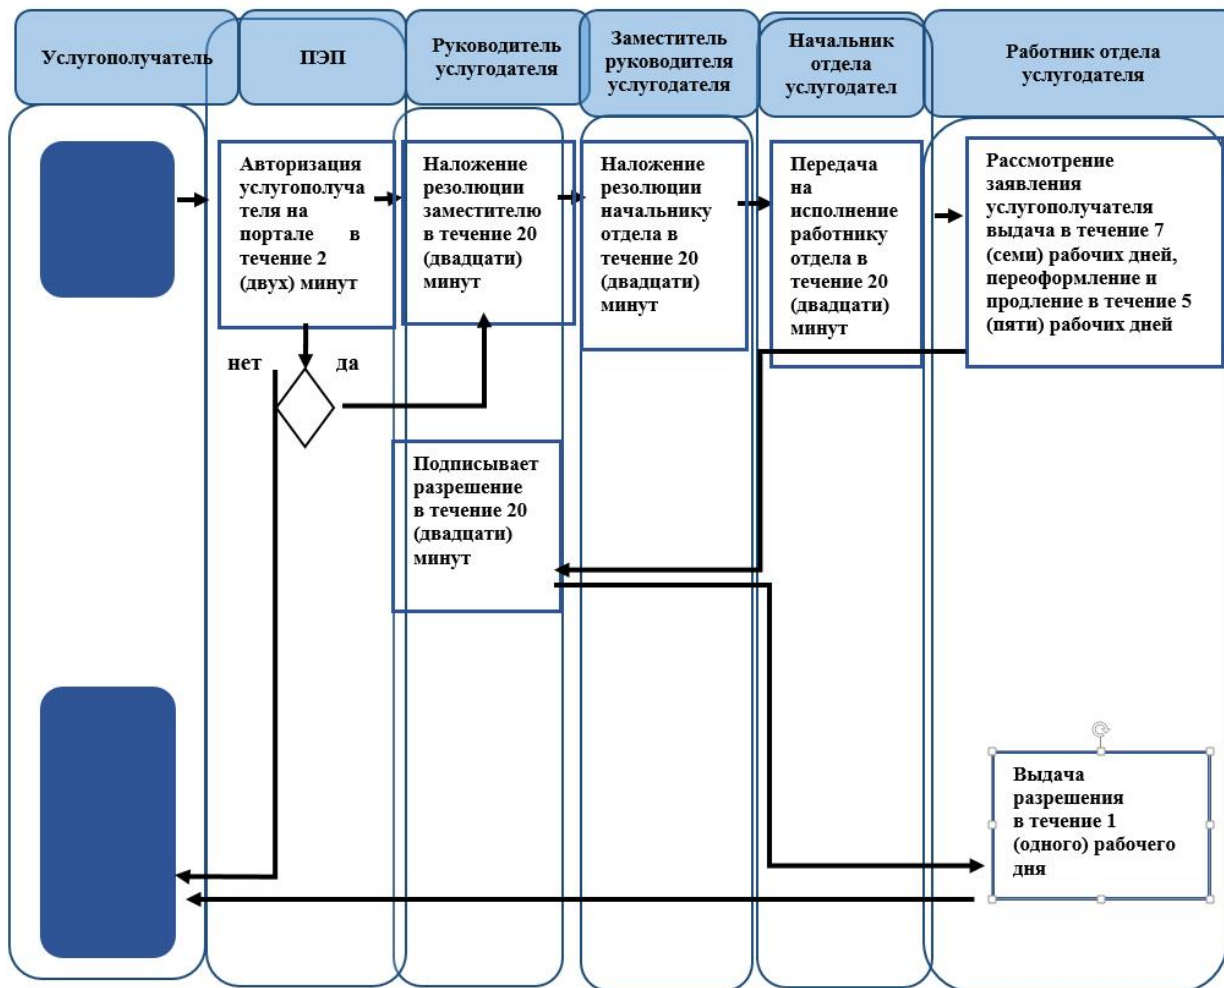 Услугополучатель
ПЭП
Руководитель
услугодателя
Заместитель
руководителя
услугодателя
Начальник
отдела
услугодател
Работник отдела
услугодателя
Авторизация
услугополуча
теля на
портале в
течение 2
(двух) минут
Наложение
резолюции
заместителю
в течение 20
(двадцати)
минут
Наложение
резолюции
начальнику
отдела в
течение 20
(двадцати)
минут
Передача
на
исполнение
работнику
отдела в
течение 20
(двадцати)
минут
Рассмотрение
заявления
услугополучателя
выдача в течение 7
(семи) рабочих дней,
переоформление и
продление в течение 5
(пяти) рабочих дней
нет
да
Подписывает
разрешение
в течение 20
(двадцати)
минут
Выдача
разрешения
в течение 1
(одного) рабочего
дня